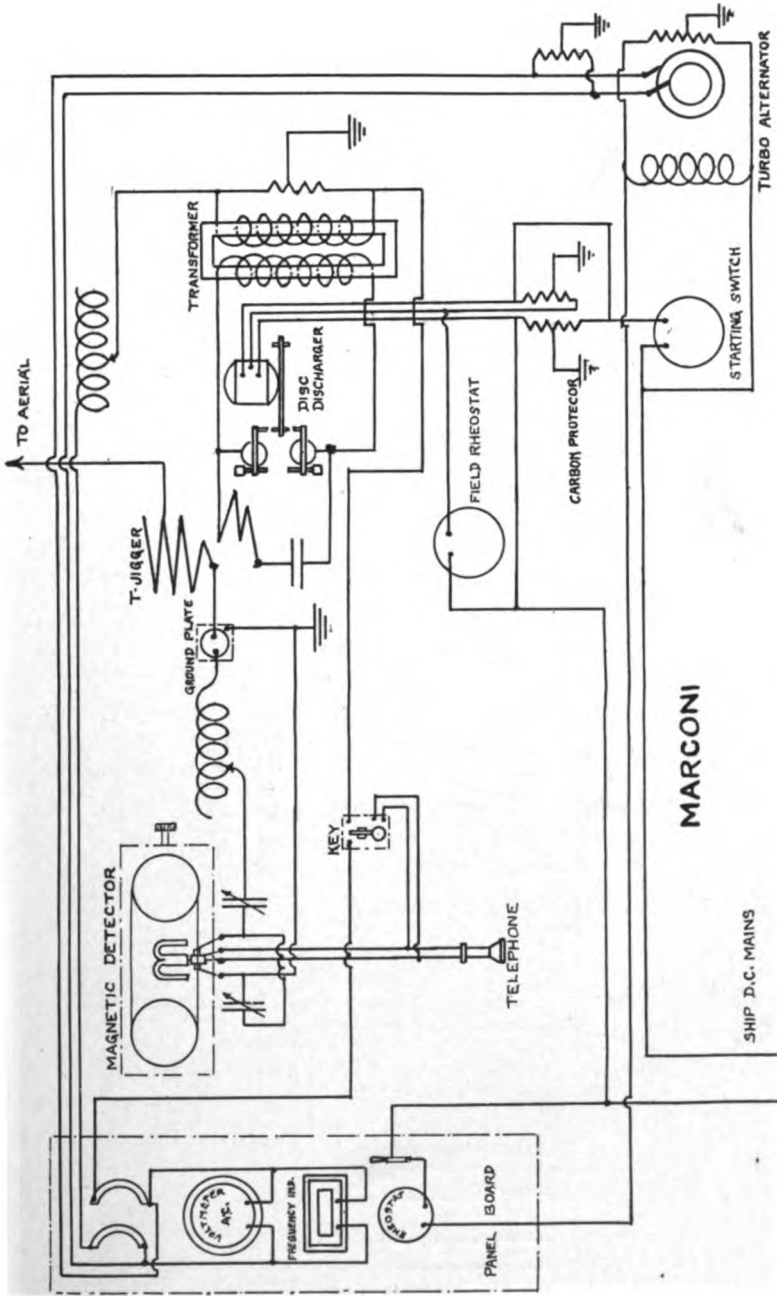 TO AERIAL
T-JIGGER
GROUND PLATE
MAGNETIC DETECTOR
TRANSFORMER
DISC
DISCHARGER
KEY
TELEPHONE
FIELD RHEOSTAT
CARBON PROTECOR
TURBO ALTERNATOR
STARTING SWITCH
VOLTMETER
A.C.
FREQUENCY IND.
RHEOSTAT
PANEL BOARD
MARCONI
SHIP D.C. MAINS